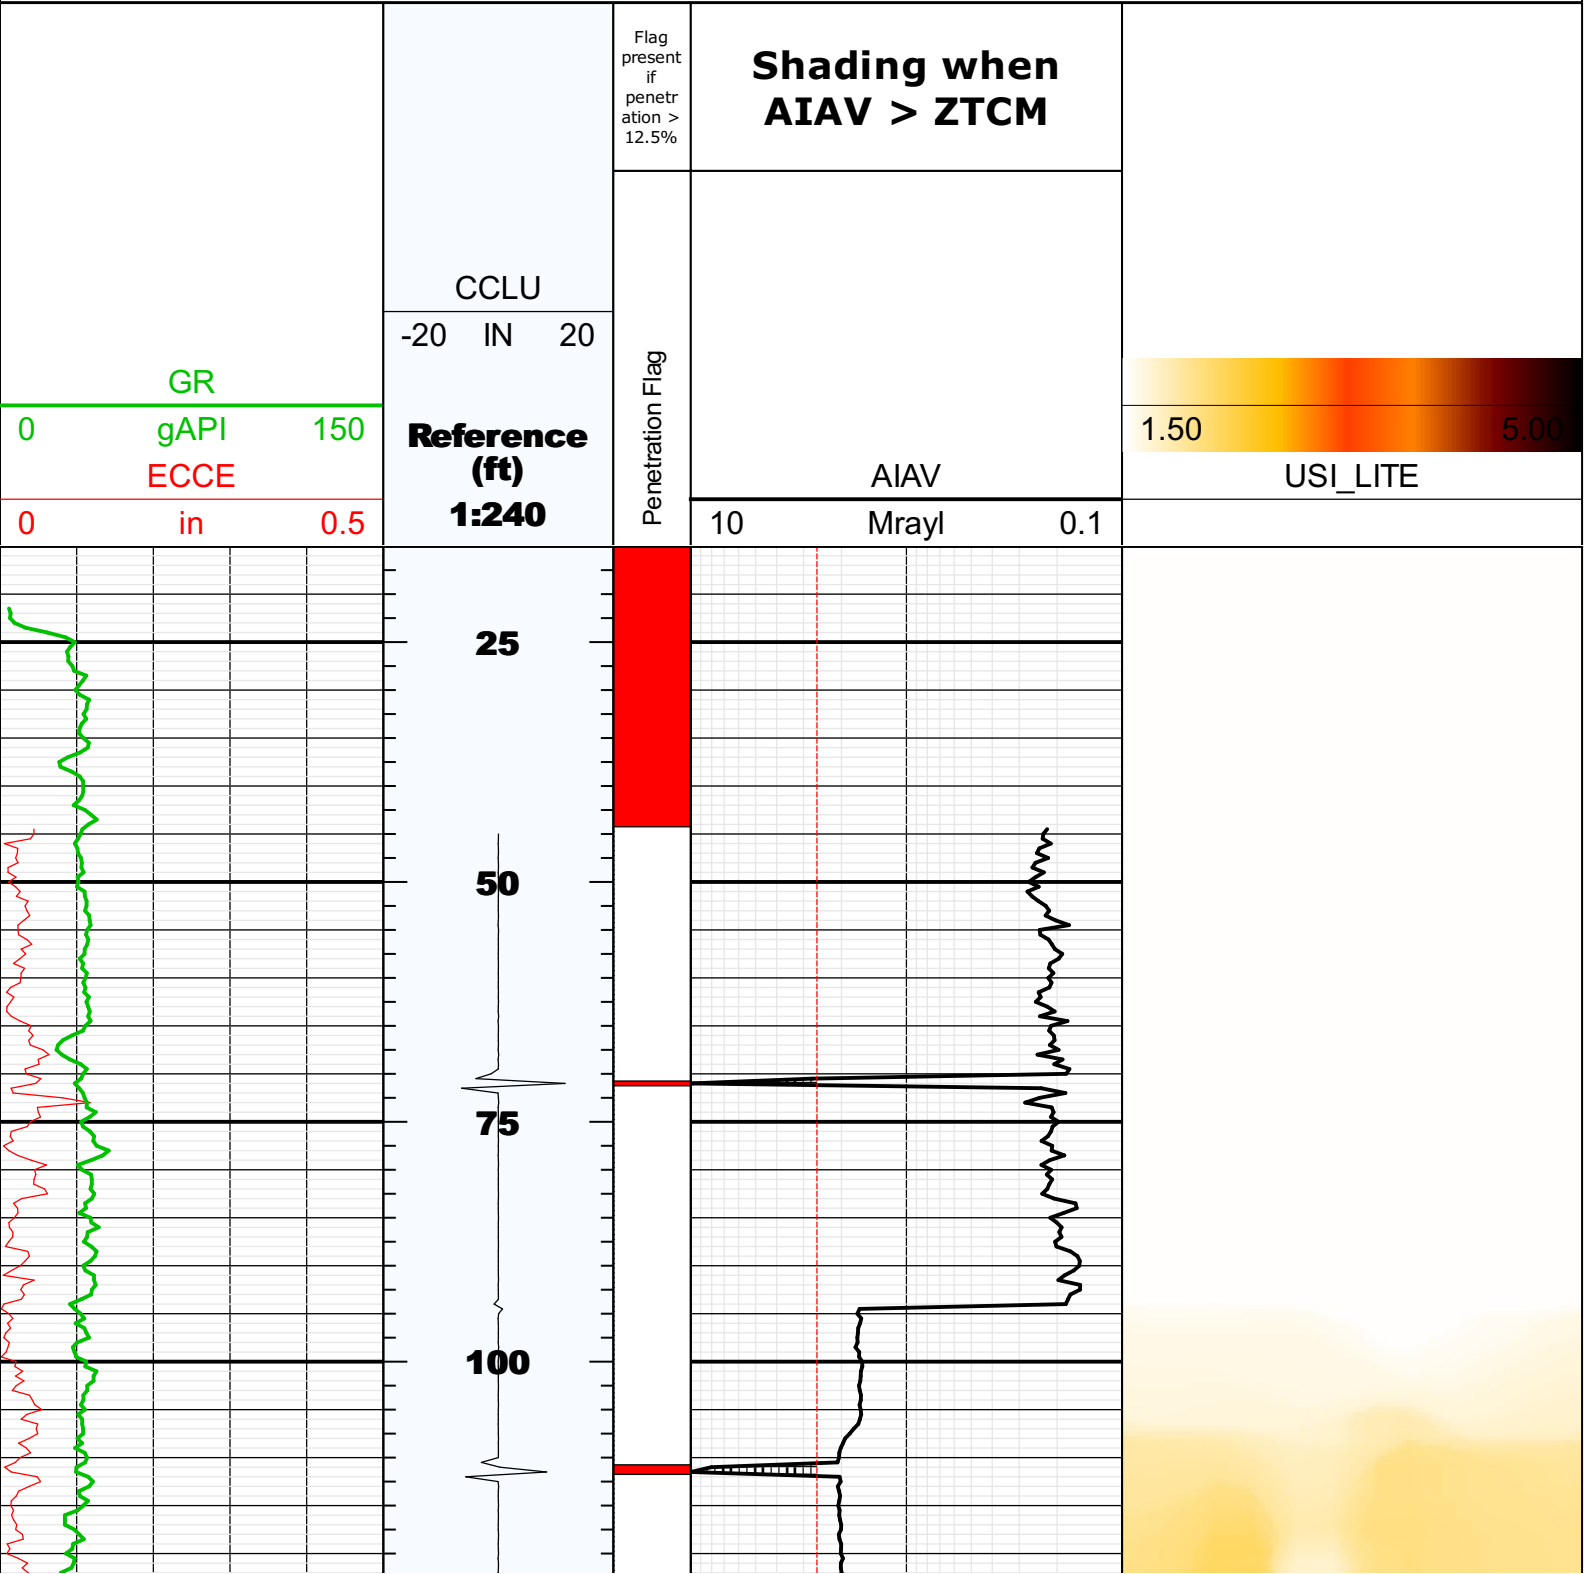 Flag
present
if
penetr
ation >
12.5%
Shading when
AIAV > ZTCM
CCLU
-20 IN 20
GR
0 gAPI 150
ECCE
0 in 0.5
Reference
(ft)
1:240
Penetration Flag
AIAV
10 Mrayl 0.1
1.50 5.00
USI_LITE
25
50
75
100